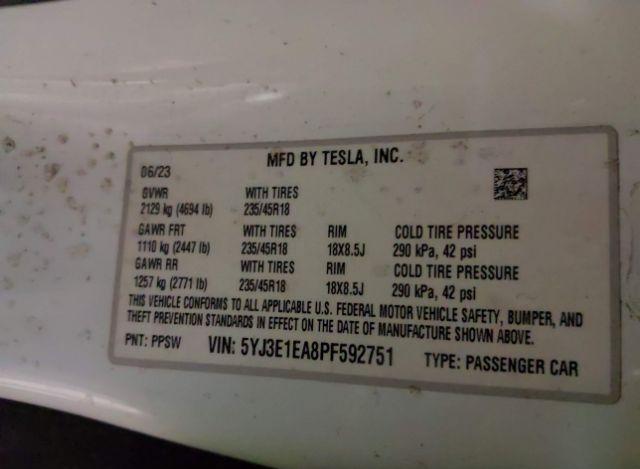 MFD BY TESLA, INC.
06/23
GVWR WITH TIRES
2129 kg (4694 lb) 235/45R18
GAWR FRT WITH TIRES RIM COLD TIRE PRESSURE
1110 kg (2447 lb) 235/45R18 18X8.5J 290 kPa, 42 psi
GAWR RR WITH TIRES RIM COLD TIRE PRESSURE
1257 kg (2771 lb) 235/45R18 18X8.5J 290 kPa, 42 psi
THIS VEHICLE CONFORMS TO ALL APPLICABLE U.S. FEDERAL MOTOR VEHICLE SAFETY, BUMPER, AND
THEFT PREVENTION STANDARDS IN EFFECT ON THE DATE OF MANUFACTURE SHOWN ABOVE.
PNT: PPSW VIN: 5YJ3E1EA8PF592751 TYPE: PASSENGER CAR